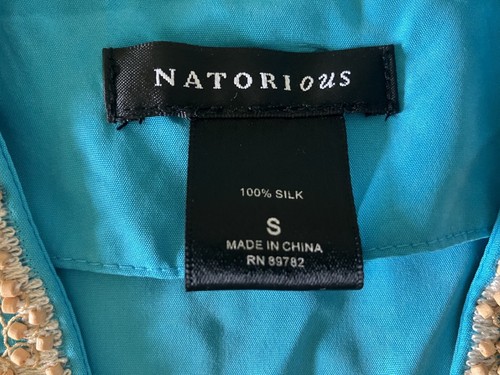 NATORIous
100% SILK
S
MADE IN CHINA
RN 89782